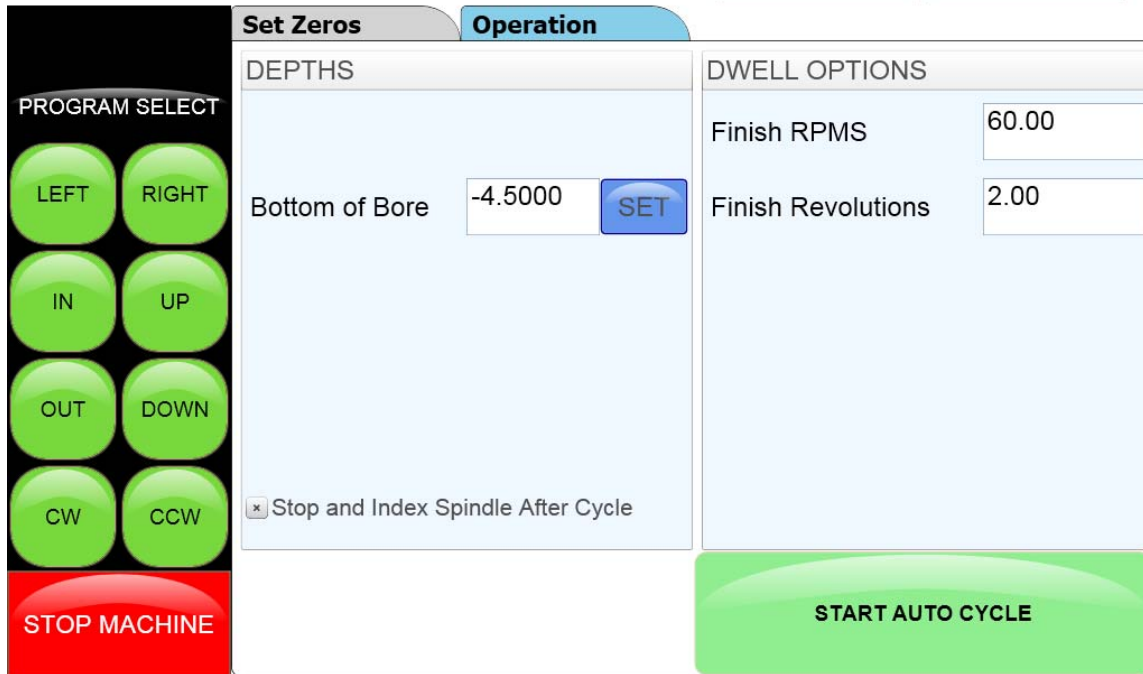 Set Zeros
Operation
PROGRAM SELECT
LEFT
RIGHT
IN
UP
OUT
DOWN
CW
CCW
STOP MACHINE
DEPTHS
Bottom of Bore
-4.5000
SET
Stop and Index Spindle After Cycle
DWELL OPTIONS
Finish RPMS
60.00
Finish Revolutions
2.00
START AUTO CYCLE